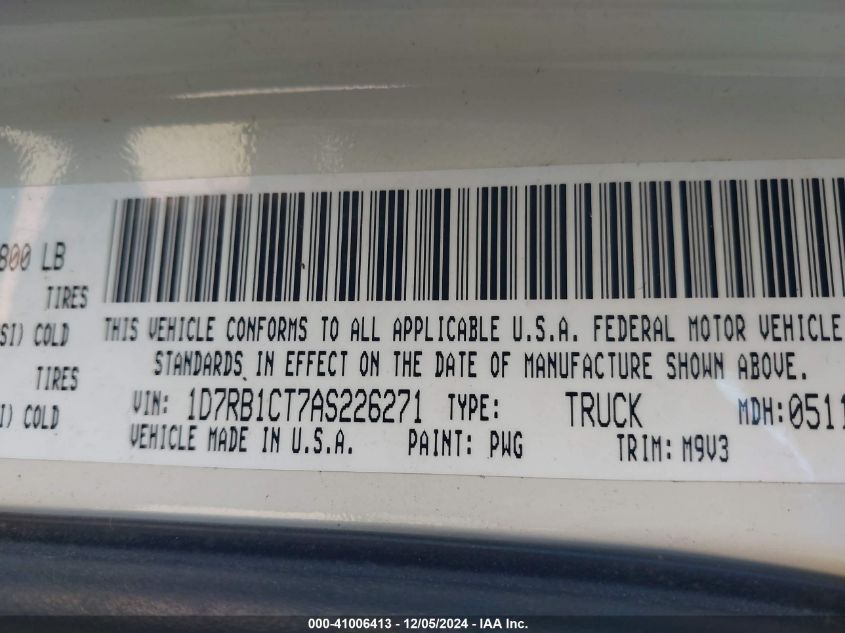 800 LB
TIRES
SI) COLD
TIRES
I) COLD
THIS VEHICLE CONFORMS TO ALL APPLICABLE U.S.A. FEDERAL MOTOR VEHICLE
STANDARDS IN EFFECT ON THE DATE OF MANUFACTURE SHOWN ABOVE.
VIN: 1D7RB1CT7AS226271 TYPE: TRUCK MDH:0511
VEHICLE MADE IN U.S.A. PAINT: PWG TRIM: M9V3
000-41006413 - 12/05/2024 - IAA Inc.